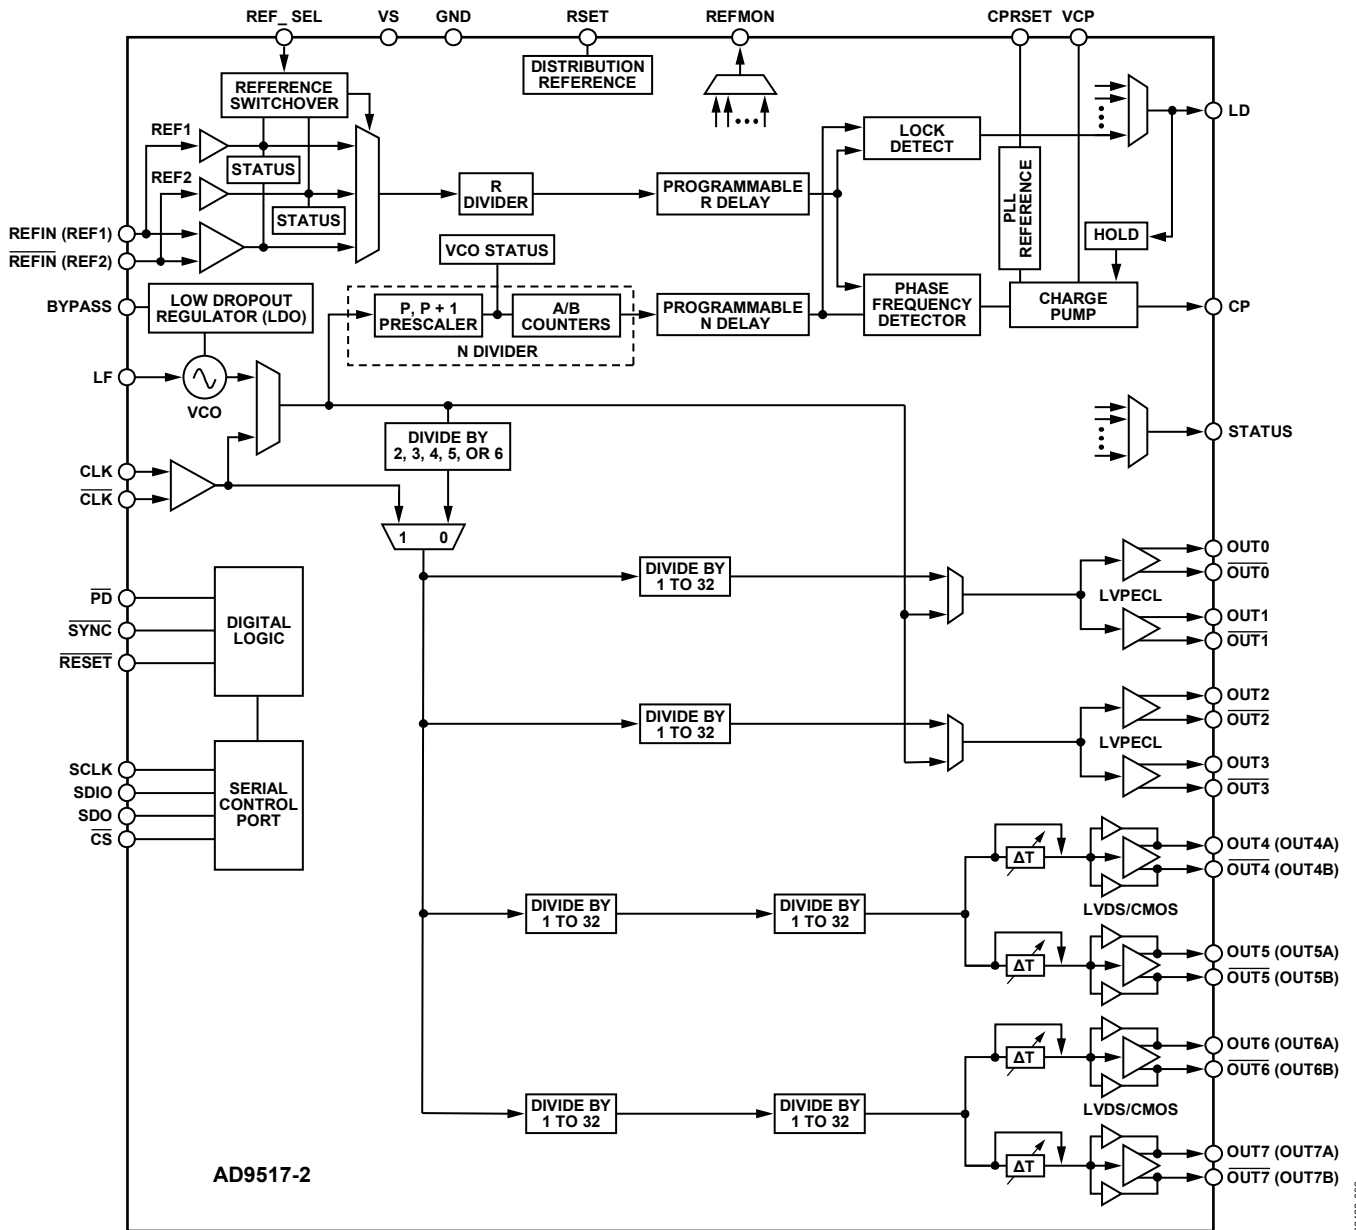 REF_ SEL VS GND RSET REFMON CPRSET VCP
DISTRIBUTION
REFERENCE
REFERENCE
SWITCHOVER
REF1
STATUS
REF2
STATUS
R
DIVIDER
PROGRAMMABLE
R DELAY
LOCK
DETECT
LD
PLL
REFERENCE
HOLD
REFIN (REF1)
REFIN (REF2)
VCO STATUS
BYPASS
LOW DROPOUT
REGULATOR (LDO)
P, P + 1
PRESCALER
A/B
COUNTERS
N DIVIDER
PROGRAMMABLE
N DELAY
PHASE
FREQUENCY
DETECTOR
CHARGE
PUMP
CP
LF
VCO
STATUS
DIVIDE BY
2, 3, 4, 5, OR 6
CLK
CLK
1 0
DIVIDE BY
1 TO 32
LVPECL
OUT0
OUT0
OUT1
OUT1
PD
SYNC
RESET
DIGITAL
LOGIC
DIVIDE BY
1 TO 32
LVPECL
OUT2
OUT2
OUT3
OUT3
SCLK
SDIO
SDO
CS
SERIAL
CONTROL
PORT
DIVIDE BY
1 TO 32
DIVIDE BY
1 TO 32
ΔT
OUT4 (OUT4A)
OUT4 (OUT4B)
LVDS/CMOS
ΔT
OUT5 (OUT5A)
OUT5 (OUT5B)
DIVIDE BY
1 TO 32
DIVIDE BY
1 TO 32
ΔT
OUT6 (OUT6A)
OUT6 (OUT6B)
LVDS/CMOS
ΔT
OUT7 (OUT7A)
OUT7 (OUT7B)
AD9517-2